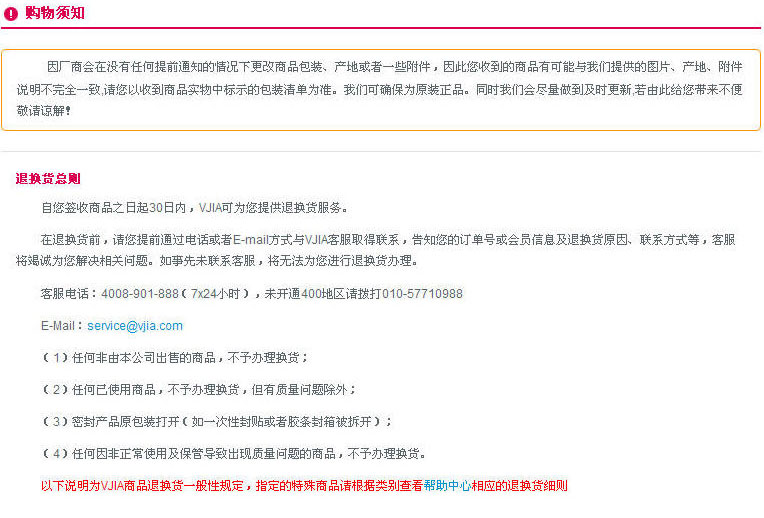 购物须知
因厂商会在没有任何提前通知的情况下更改商品包装、产地或者一些附件，因此您收到的商品有可能与我们提供的图片、产地、附件
说明不完全一致,请您以收到商品实物中标示的包装清单为准。我们可确保为原装正品。同时我们会尽量做到及时更新,若由此给您带来不便
敬请谅解！
退换货总则
自您签收商品之日起30日内，VJIA可为您提供退换货服务。
在退换货前，请您提前通过电话或者E-mail方式与VJIA客服取得联系，告知您的订单号或会员信息及退换货原因、联系方式等，客服
将竭诚为您解决相关问题。如事先未联系客服，将无法为您进行退换货办理。
客服电话：4008-901-888（7x24小时），未开通400地区请拨打010-57710988
E-Mail：service@vjia.com
（1）任何非由本公司出售的商品，不予办理换货；
（2）任何已使用商品，不予办理换货，但有质量问题除外；
（3）密封产品原包装打开（如一次性封贴或者胶条封箱被拆开）；
（4）任何因非正常使用及保管导致出现质量问题的商品，不予办理换货。
以下说明为VJIA商品退换货一般性规定，指定的特殊商品请根据类别查看帮助中心相应的退换货细则